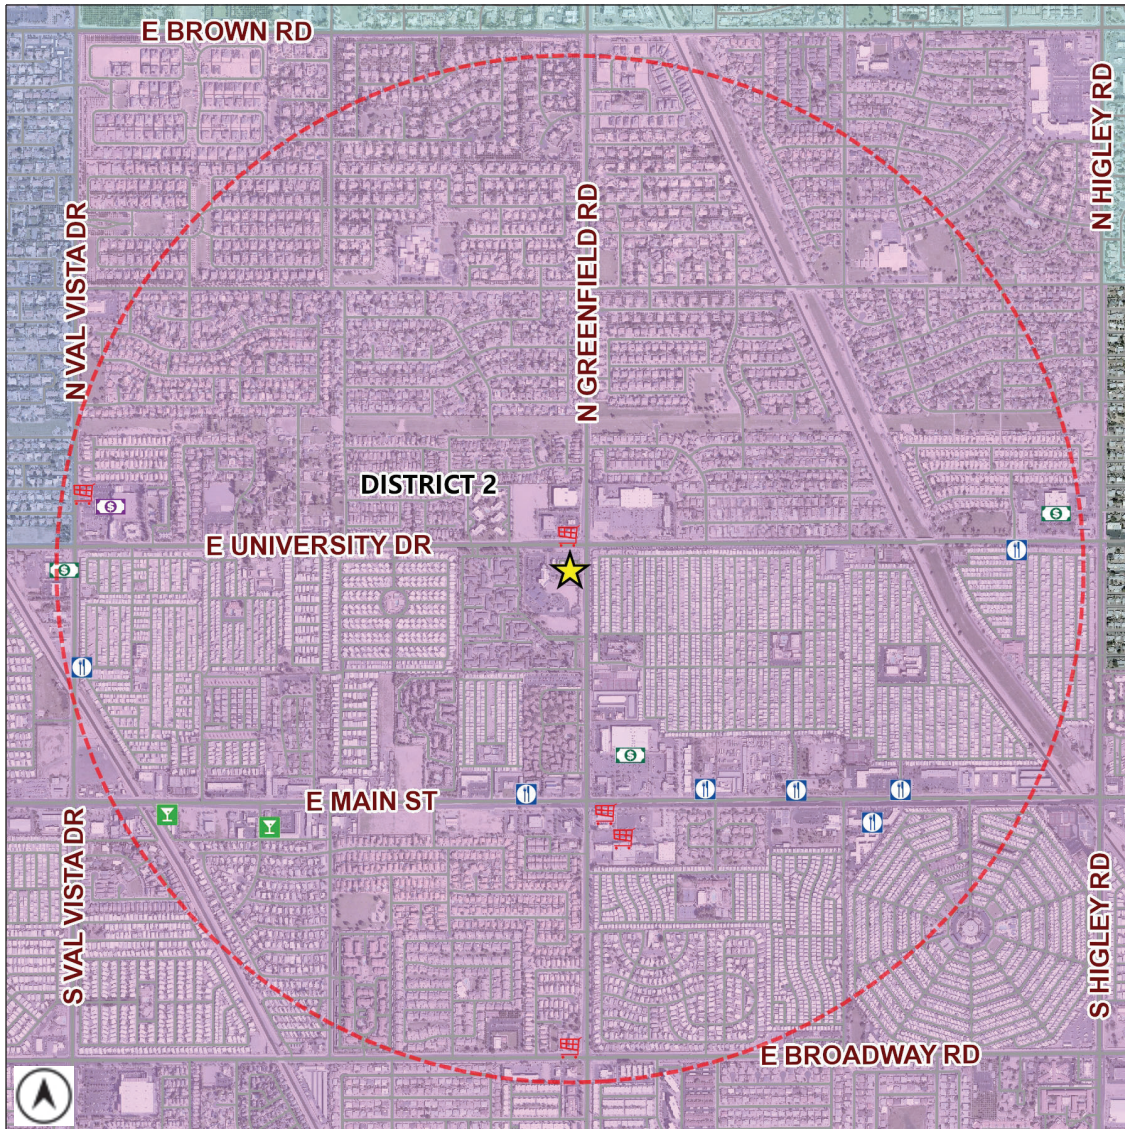 E BROWN RD
N HIGLEY RD
N VAL VISTA DR
N GREENFIELD RD
DISTRICT 2
E UNIVERSITY DR
E MAIN ST
S VAL VISTA DR
S HIGLEY RD
E BROADWAY RD